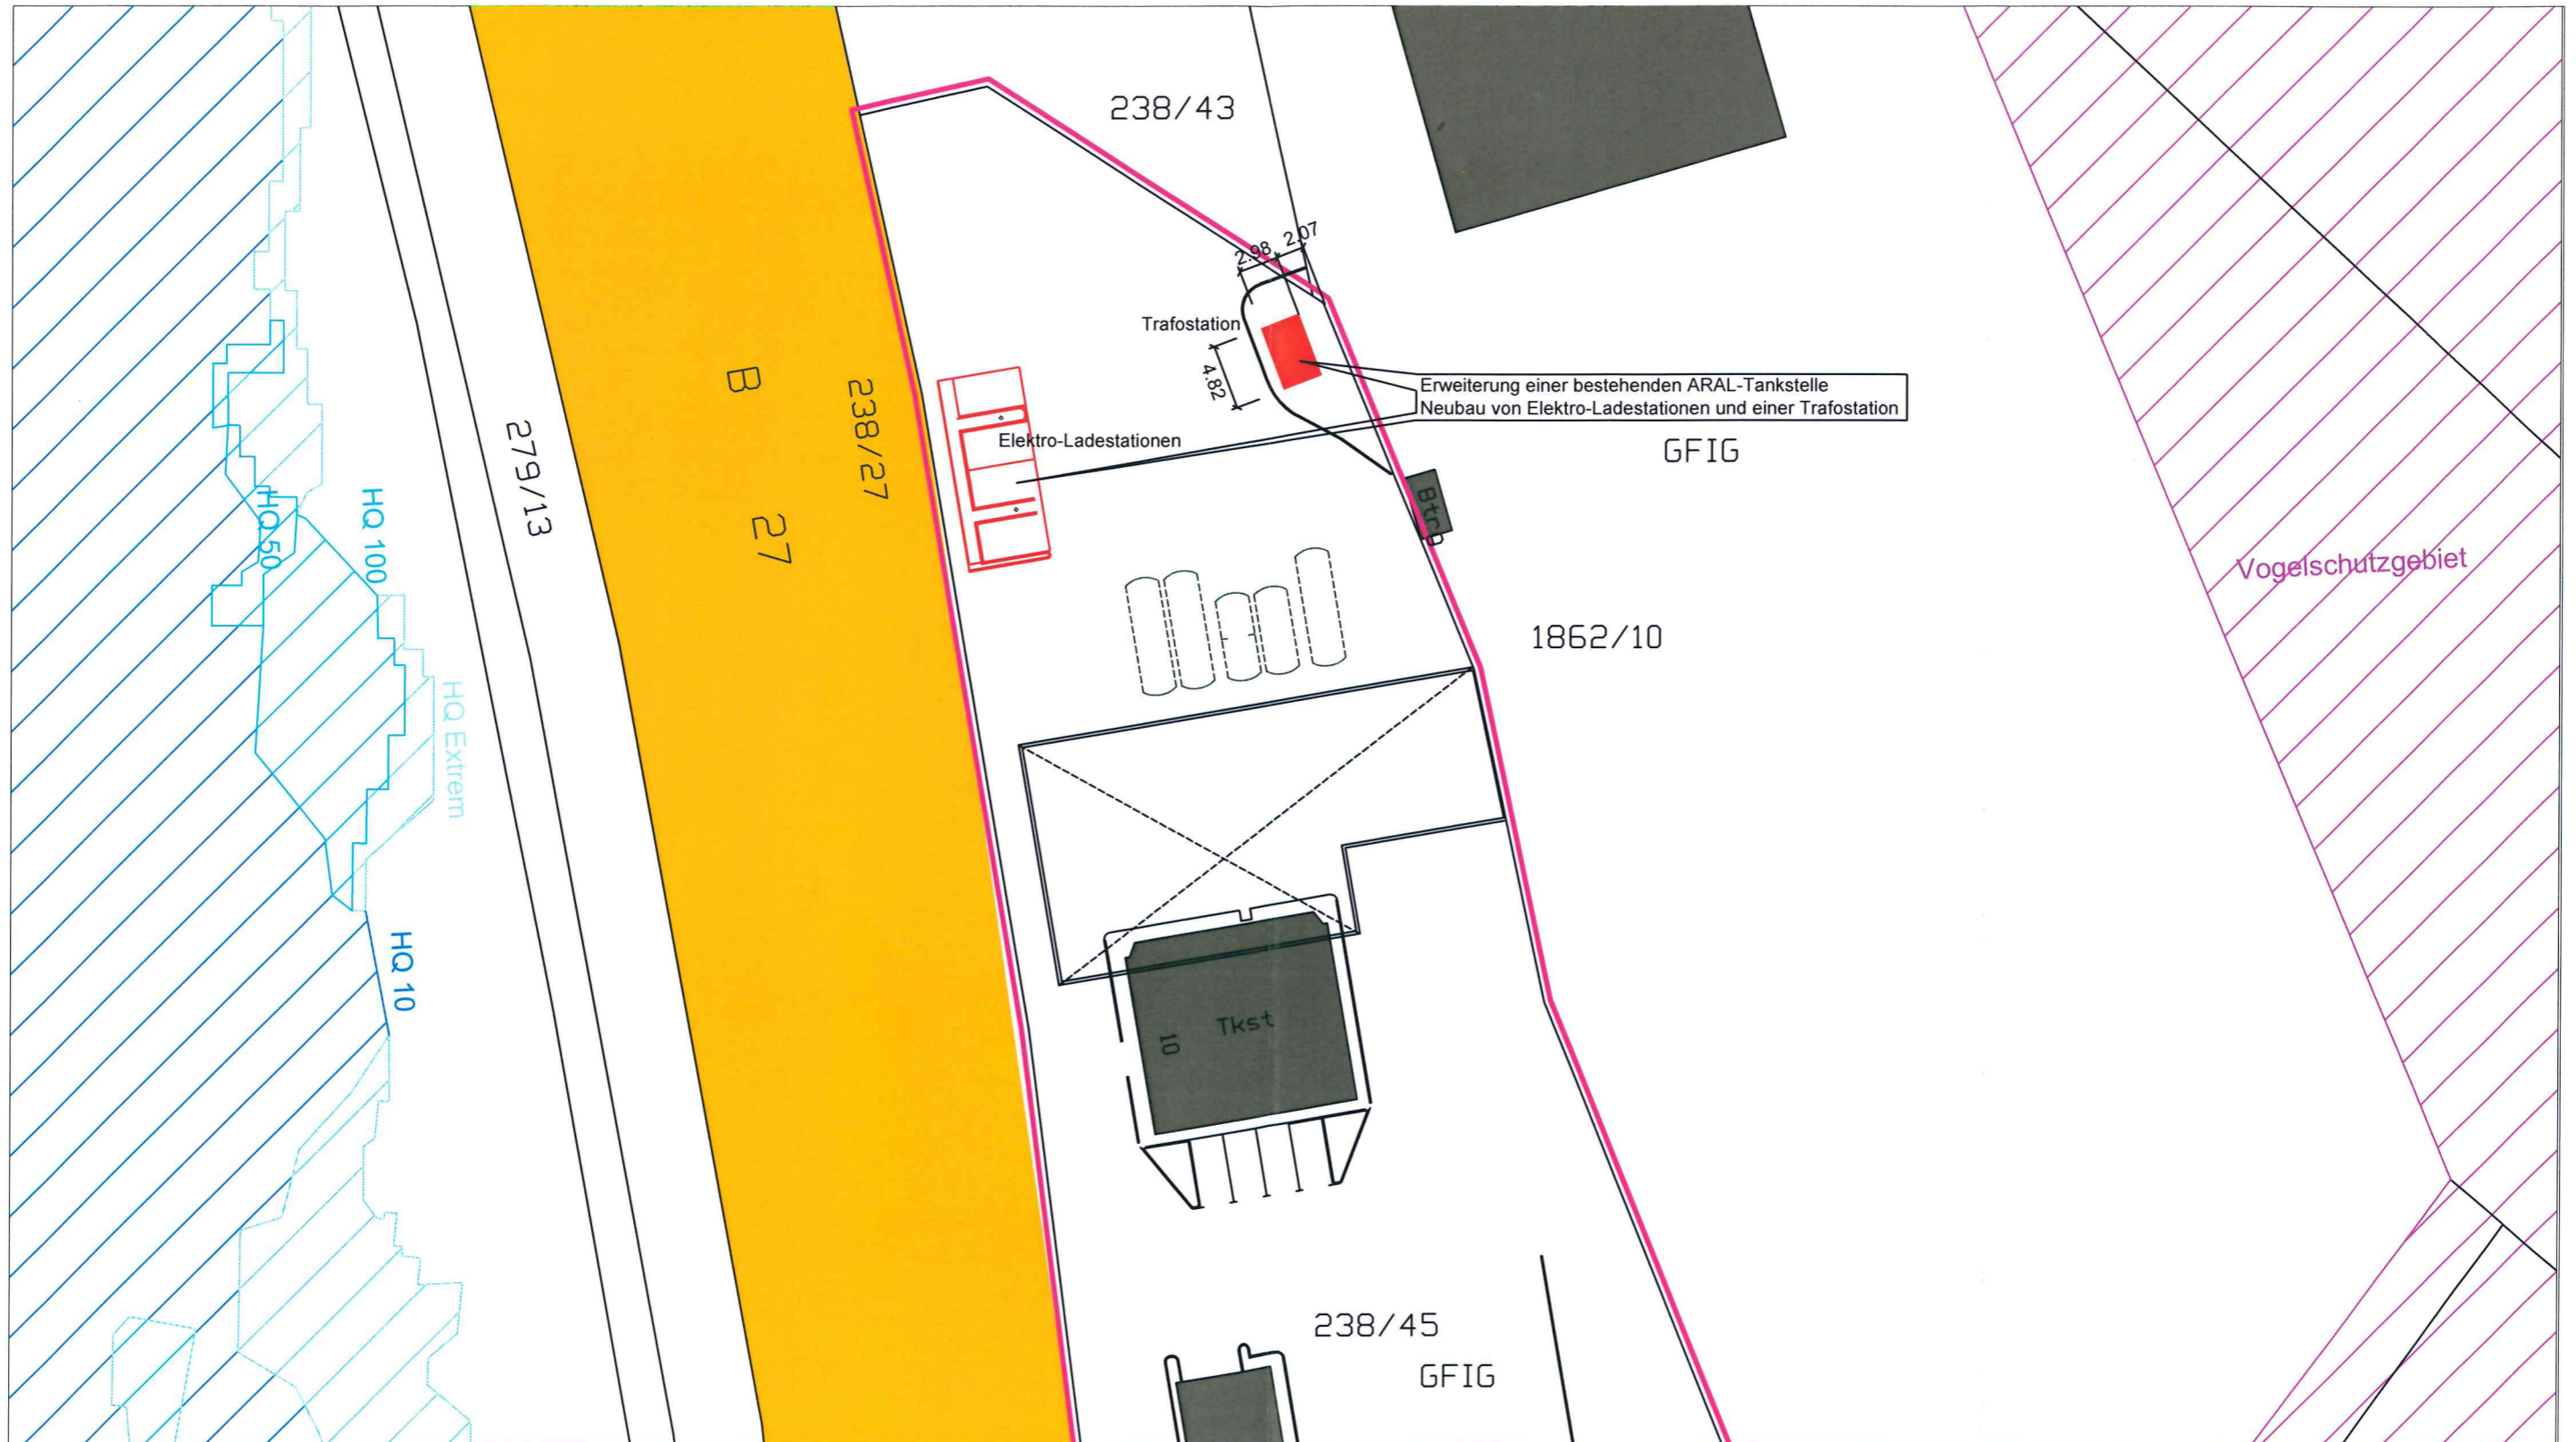 238/43
2.98
2.07
Trafostation
4.82
Erweiterung einer bestehenden ARAL-Tankstelle
Neubau von Elektro-Ladestationen und einer Trafostation
B 27
238/27
279/13
Elektro-Ladestationen
GFIG
HQ 50
HQ 100
Btr
Vogelschutzgebiet
1862/10
HQ Extrem
HQ 10
Tkst
10
238/45
GFIG